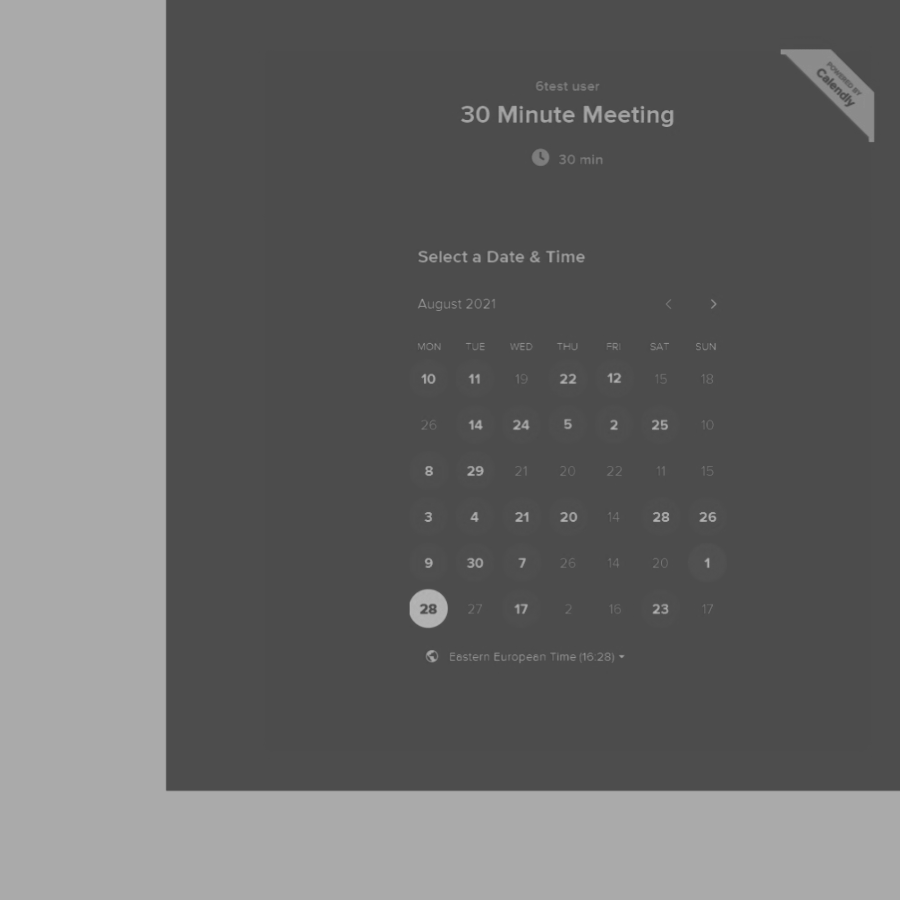 6test user
30 Minute Meeting
30 min
POWERED BY
Calendly
Select a Date & Time
August 2021
MON TUE WED THU FRI SAT SUN
10 11 19 22 12 15 18
26 14 24 5 2 25 10
8 29 21 20 22 11 15
3 4 21 20 14 28 26
9 30 7 26 14 20 1
28 27 17 2 16 23 17
Eastern European Time (16:28)